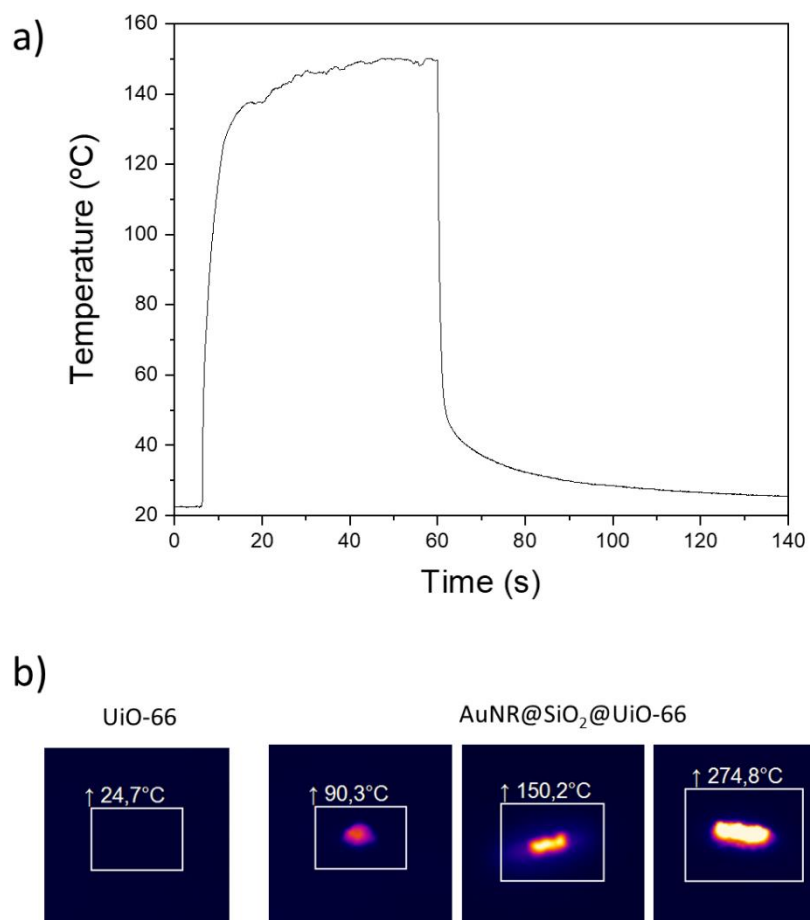 a)
160
140
120
100
80
60
40
20
Temperature (ºC)
0 20 40 60 80 100 120 140
Time (s)
b)
UiO-66 AuNR@SiO₂@UiO-66
↑ 24,7°C ↑ 90,3°C ↑ 150,2°C ↑ 274,8°C